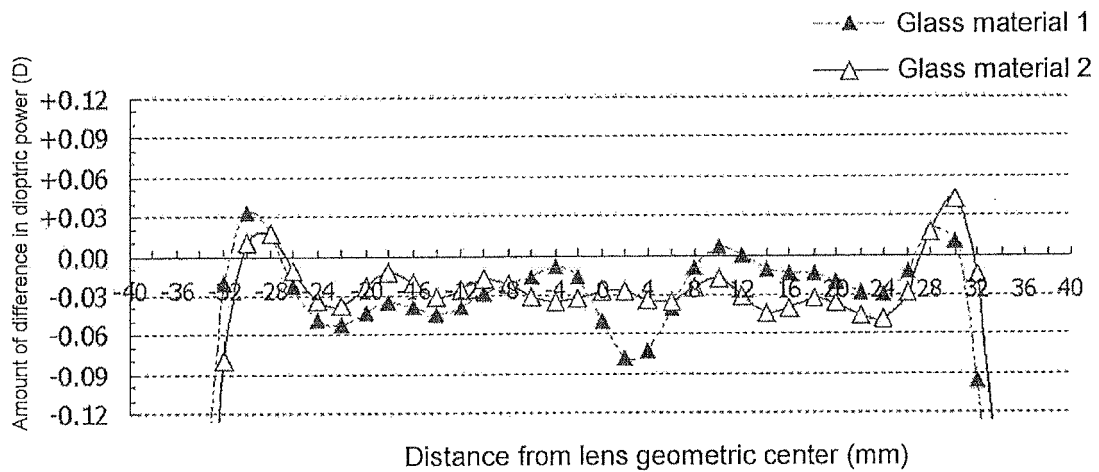 Glass material 1
Glass material 2
Amount of difference in dioptric power (D)
+0.12
+0.09
+0.06
+0.03
0.00
-0.03
-0.06
-0.09
-0.12
-40 -36 -32 -28 -24 -20 -16 -12 -8 -4 0 4 8 12 16 20 24 28 32 36 40
Distance from lens geometric center (mm)